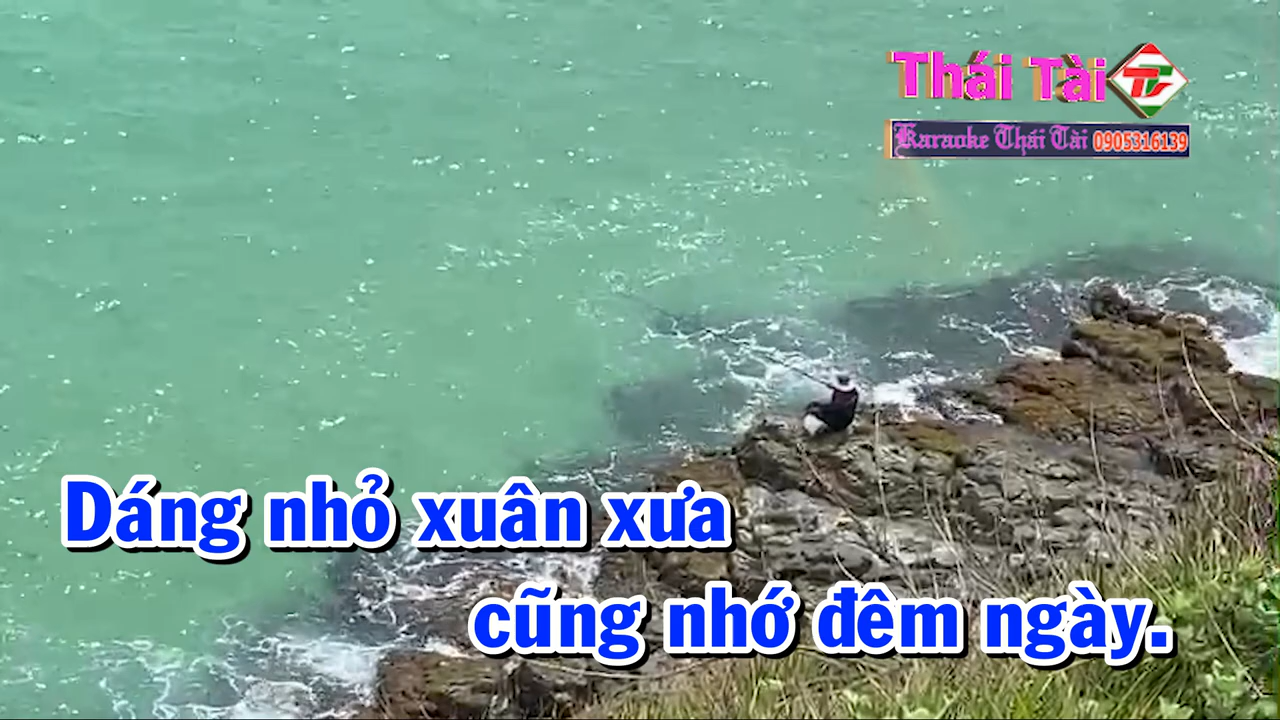 Thái Tài
Karaoke Thái Tài 0905316139
Dáng nhỏ xuân xưa
cũng nhớ đêm ngày.